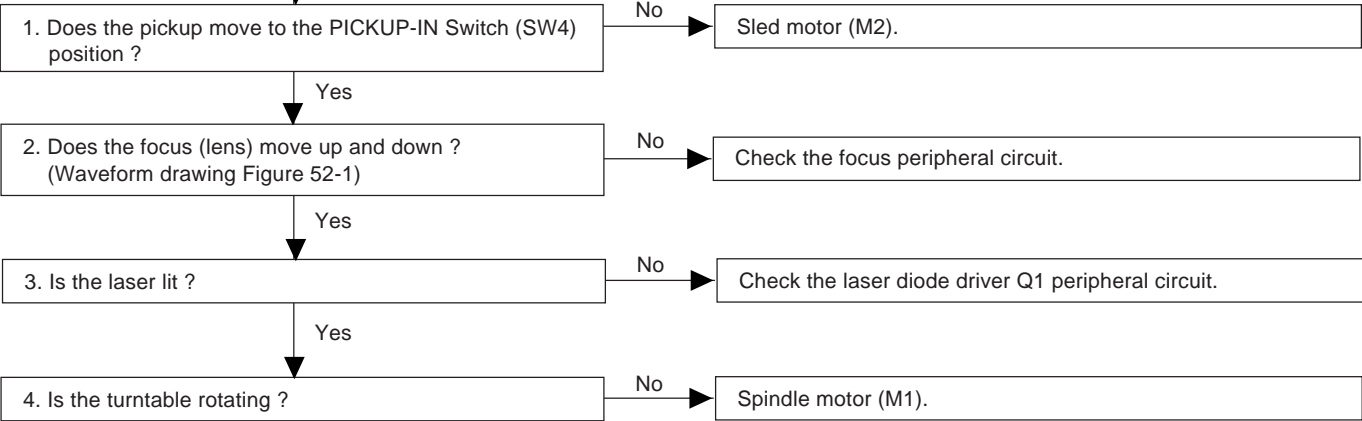 1. Does the pickup move to the PICKUP-IN Switch (SW4)
position ?
No
Sled motor (M2).
Yes
2. Does the focus (lens) move up and down ?
(Waveform drawing Figure 52-1)
No
Check the focus peripheral circuit.
Yes
3. Is the laser lit ?
No
Check the laser diode driver Q1 peripheral circuit.
Yes
4. Is the turntable rotating ?
No
Spindle motor (M1).